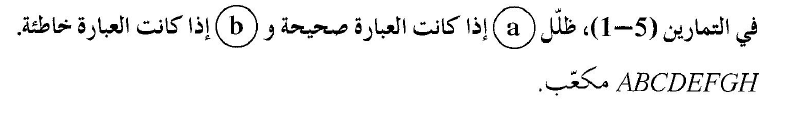 في التمارين (5–1)، ظلّل (a) إذا كانت العبارة صحيحة و (b) إذا كانت العبارة خاطئة.
ABCDEFGH مكعّب.